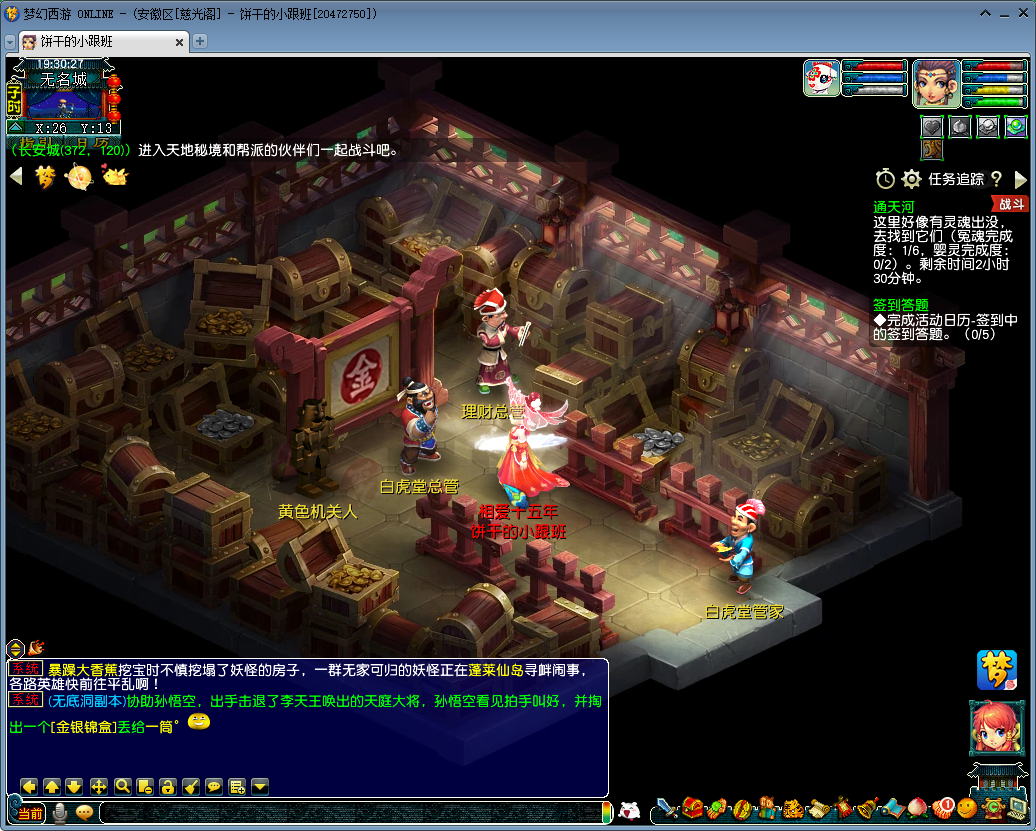 梦幻西游 ONLINE - (安徽区[慈光阁] - 饼干的小跟班[20472750])
饼干的小跟班
19:30:27
无名城
子时
X:26 Y:13
指引 日历
(长安城(372, 120)) 进入天地秘境和帮派的伙伴们一起战斗吧。
梦
任务追踪 ?
通天河
战斗
这里好像有灵魂出没,
去找到它们（冤魂完成
度：1/6，婴灵完成度：
0/2）。剩余时间2小时
30分钟。
签到答题
◆完成活动日历-签到中
的签到答题。（0/5）
金
理财总管
白虎堂总管
黄色机关人
相爱十五年
饼干的小跟班
白虎堂管家
系统 暴躁大香蕉挖宝时不慎挖塌了妖怪的房子，一群无家可归的妖怪正在蓬莱仙岛寻衅闹事，
各路英雄快前往平乱啊！
系统 (无底洞副本)协助孙悟空，出手击退了李天王唤出的天庭大将，孙悟空看见拍手叫好，并掏
出一个[金银锦盒]丢给一筒°
梦
当前
1